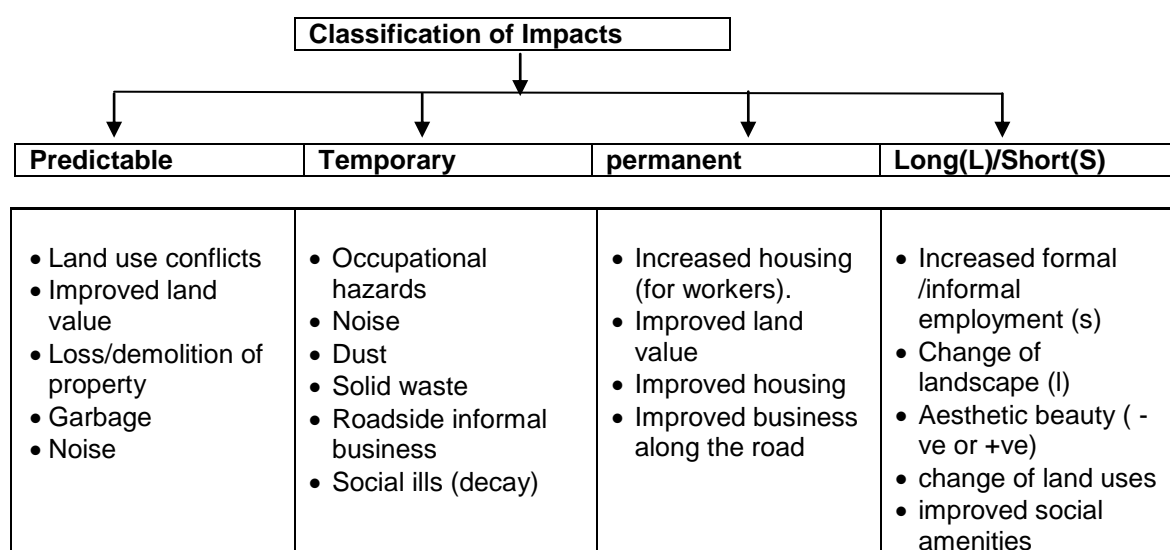 Classification of Impacts
Predictable
Temporary
permanent
Long(L)/Short(S)
• Land use conflicts
• Improved land
value
• Loss/demolition of
property
• Garbage
• Noise
• Occupational
hazards
• Noise
• Dust
• Solid waste
• Roadside informal
business
• Social ills (decay)
• Increased housing
(for workers).
• Improved land
value
• Improved housing
• Improved business
along the road
• Increased formal
/informal
employment (s)
• Change of
landscape (l)
• Aesthetic beauty ( -
ve or +ve)
• change of land uses
• improved social
amenities